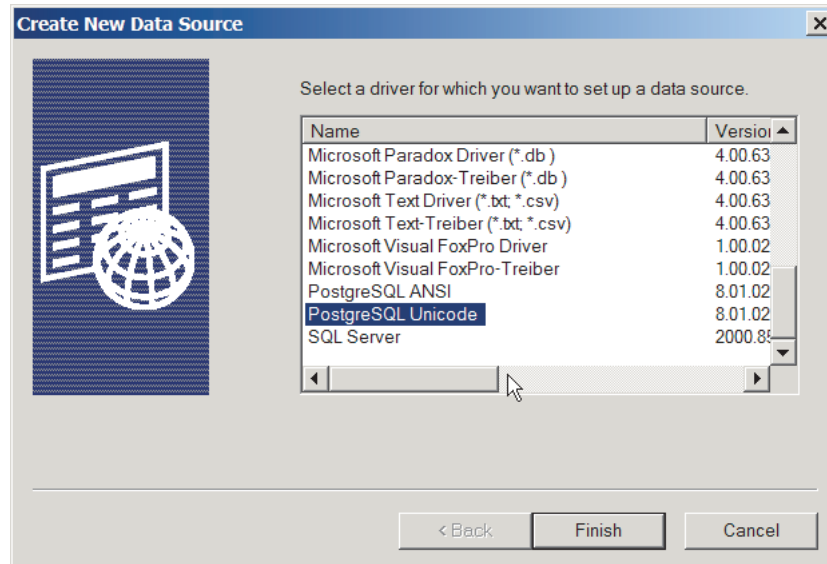 Create New Data Source
Select a driver for which you want to set up a data source.
Name Version
Microsoft Paradox Driver (*.db ) 4.00.63
Microsoft Paradox-Treiber (*.db ) 4.00.63
Microsoft Text Driver (*.txt; *.csv) 4.00.63
Microsoft Text-Treiber (*.txt; *.csv) 4.00.63
Microsoft Visual FoxPro Driver 1.00.02
Microsoft Visual FoxPro-Treiber 1.00.02
PostgreSQL ANSI 8.01.02
PostgreSQL Unicode 8.01.02
SQL Server 2000.85
< Back Finish Cancel